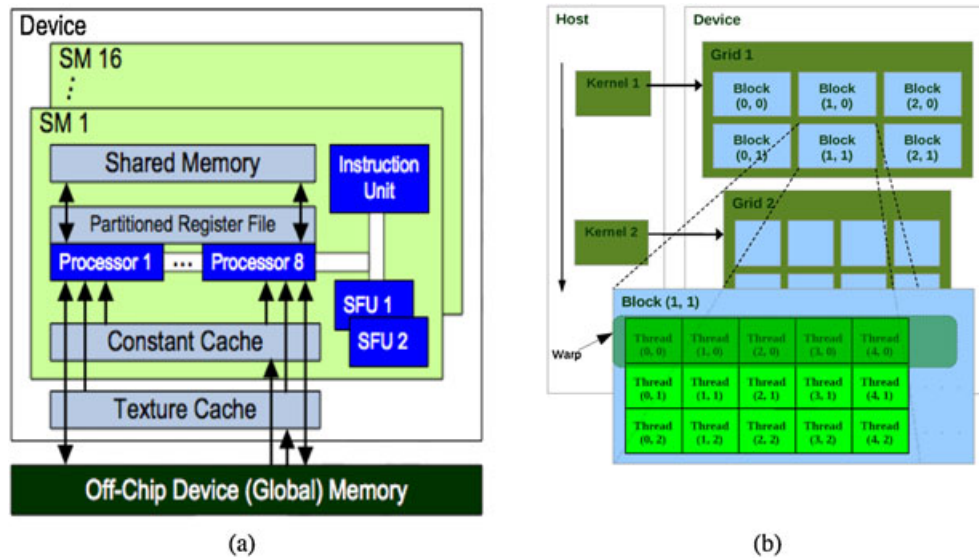 Device
SM 16
⋮
SM 1
Shared Memory
Instruction
Unit
Partitioned Register File
Processor 1
...
Processor 8
SFU 1
SFU 2
Constant Cache
Texture Cache
Off-Chip Device (Global) Memory
(a)
Host
Device
Grid 1
Kernel 1
Block
(0, 0)
Block
(1, 0)
Block
(2, 0)
Block
(0, 1)
Block
(1, 1)
Block
(2, 1)
Grid 2
Kernel 2
Block (1, 1)
Warp
Thread
(0, 0)
Thread
(1, 0)
Thread
(2, 0)
Thread
(3, 0)
Thread
(4, 0)
Thread
(0, 1)
Thread
(1, 1)
Thread
(2, 1)
Thread
(3, 1)
Thread
(4, 1)
Thread
(0, 2)
Thread
(1, 2)
Thread
(2, 2)
Thread
(3, 2)
Thread
(4, 2)
(b)